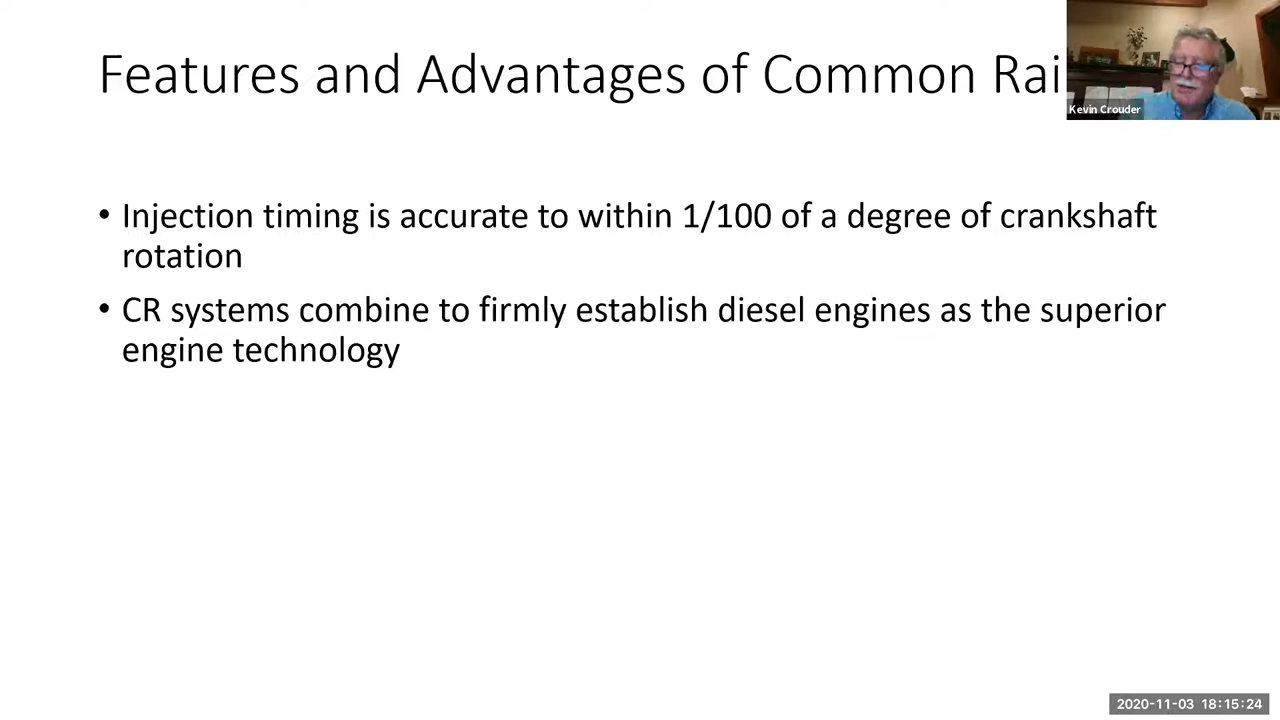 Features and Advantages of Common Rai
Kevin Crouder
• Injection timing is accurate to within 1/100 of a degree of crankshaft
rotation
• CR systems combine to firmly establish diesel engines as the superior
engine technology
2020-11-03 18:15:24